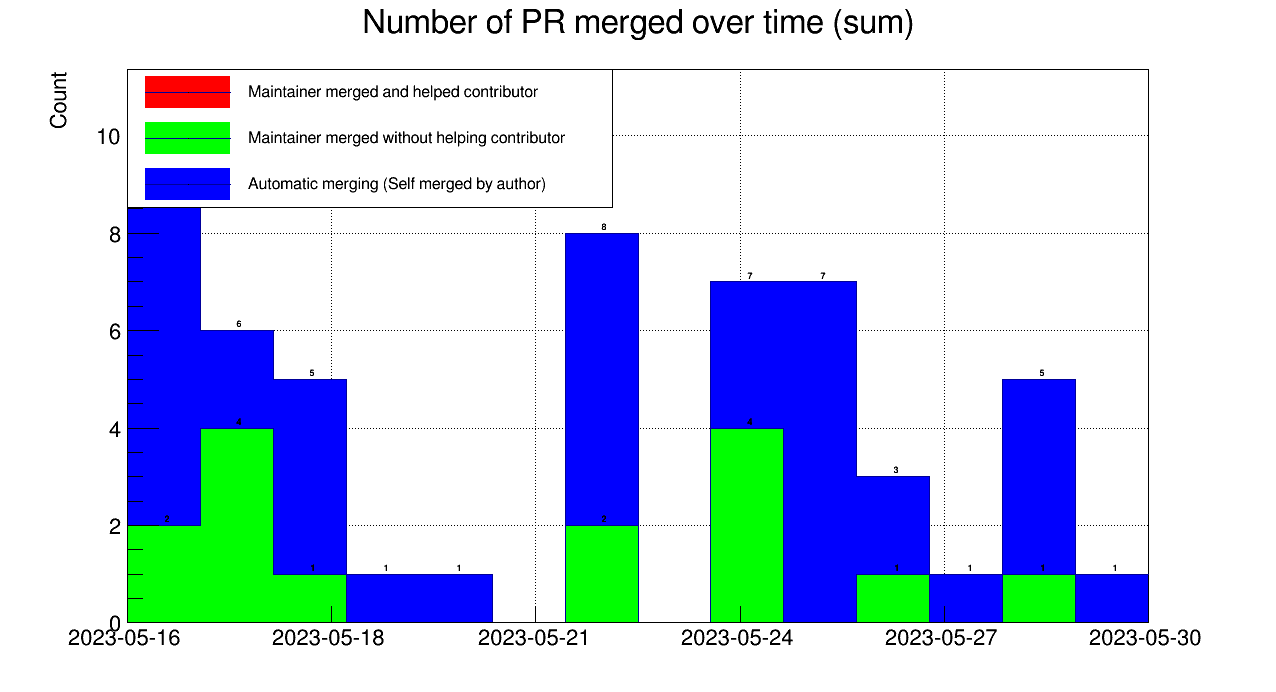 Number of PR merged over time (sum)
Count
Maintainer merged and helped contributor
Maintainer merged without helping contributor
Automatic merging (Self merged by author)
10
8
6
4
2
0
8
7 7
6
5 5
4 4
3
2 2
1 1 1 1 1 1 1
2023-05-16 2023-05-18 2023-05-21 2023-05-24 2023-05-27 2023-05-30